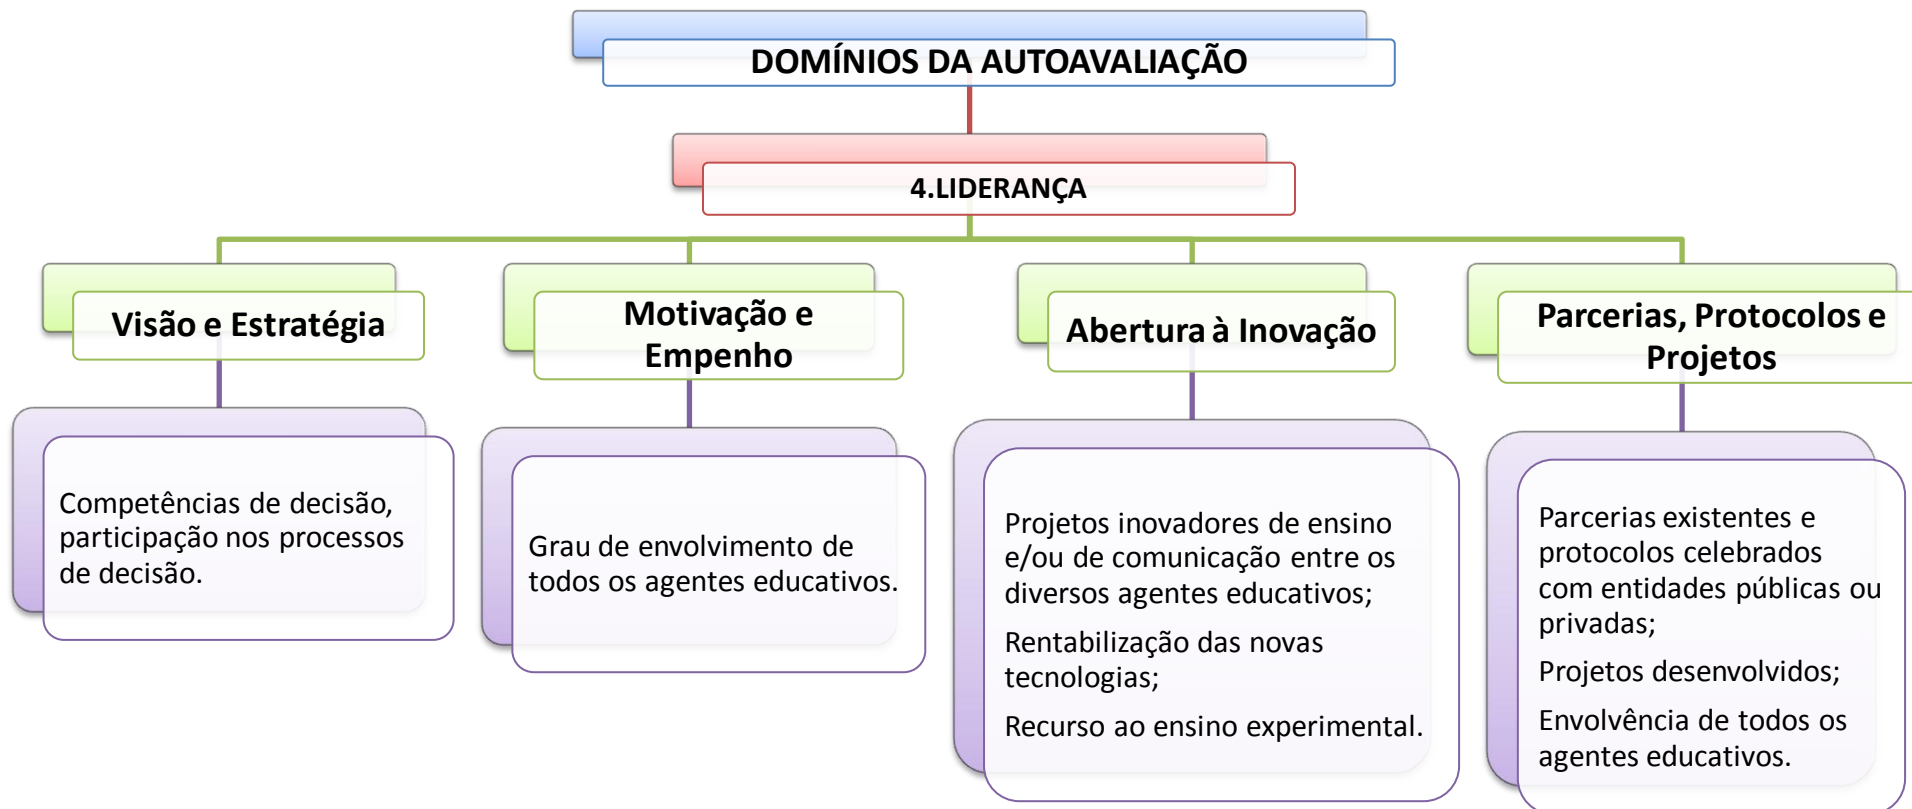 DOMÍNIOS DA AUTOAVALIAÇÃO
4.LIDERANÇA
Visão e Estratégia
Motivação e
Empenho
Abertura à Inovação
Parcerias, Protocolos e
Projetos
Competências de decisão,
participação nos processos
de decisão.
Grau de envolvimento de
todos os agentes educativos.
Projetos inovadores de ensino
e/ou de comunicação entre os
diversos agentes educativos;
Rentabilização das novas
tecnologias;
Recurso ao ensino experimental.
Parcerias existentes e
protocolos celebrados
com entidades públicas ou
privadas;
Projetos desenvolvidos;
Envolvência de todos os
agentes educativos.